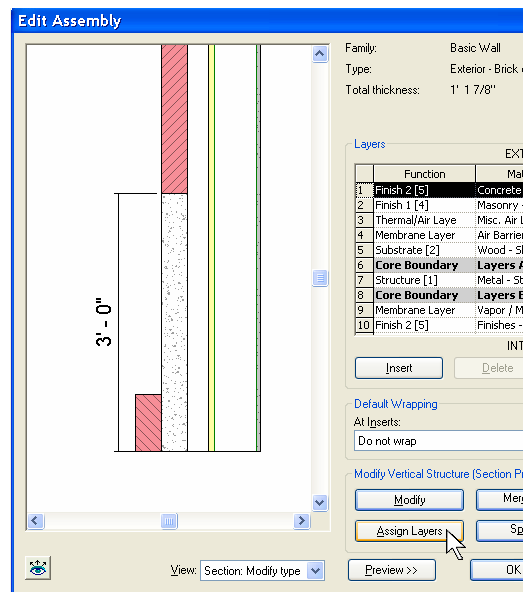 Edit Assembly
Family: Basic Wall
Type: Exterior - Brick
Total thickness: 1' 1 7/8"
3' - 0"
Layers
Function
1 Finish 2 [5] Concrete
2 Finish 1 [4] Masonry -
3 Thermal/Air Laye Misc. Air L
4 Membrane Layer Air Barrier
5 Substrate [2] Wood - S
6 Core Boundary Layers A
7 Structure [1] Metal - St
8 Core Boundary Layers B
9 Membrane Layer Vapor / M
10 Finish 2 [5] Finishes -
Insert Delete
Default Wrapping
At Inserts:
Do not wrap
Modify Vertical Structure (Section Pr
Modify Mer
Assign Layers Sp
View: Section: Modify type Preview >> OK